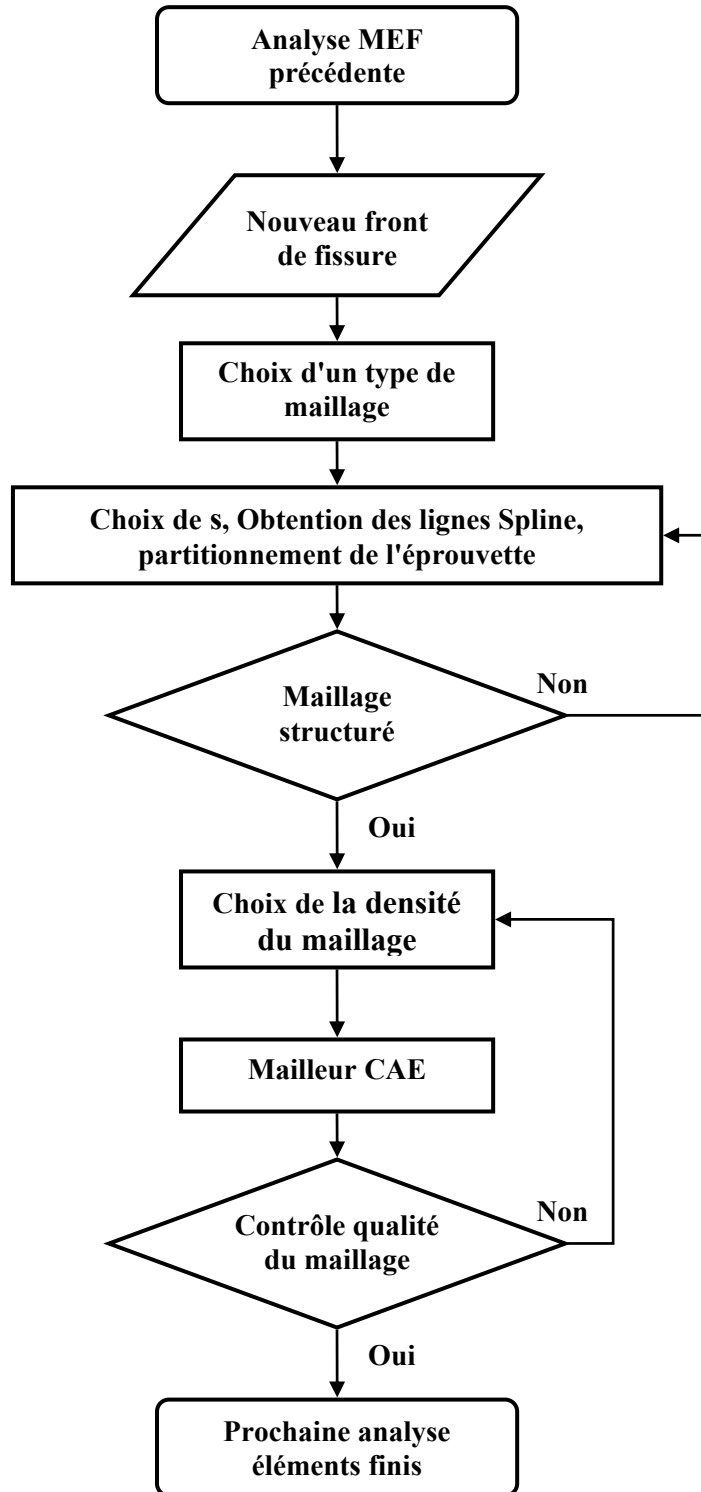 Analyse MEF
précédente
Nouveau front
de fissure
Choix d'un type de
maillage
Choix de s, Obtention des lignes Spline,
partitionnement de l'éprouvette
Maillage
structuré
Non
Oui
Choix de la densité
du maillage
Mailleur CAE
Contrôle qualité
du maillage
Non
Oui
Prochaine analyse
éléments finis